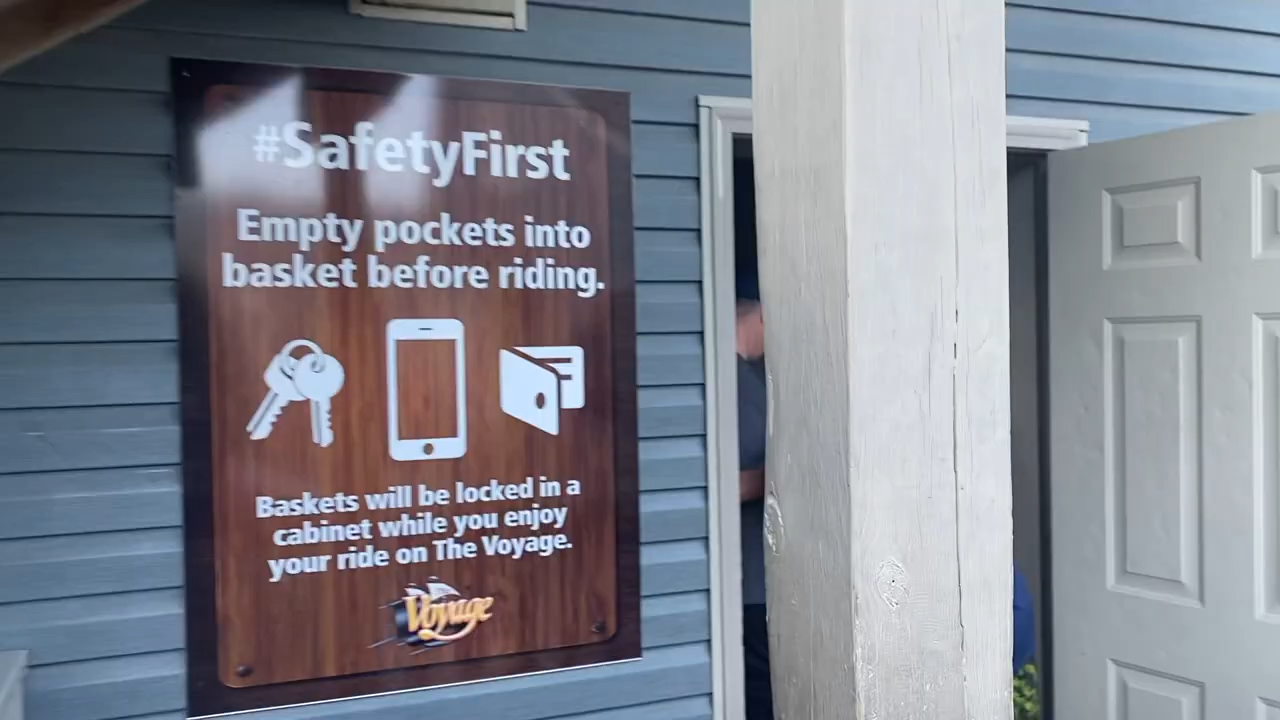 #SafetyFirst
Empty pockets into
basket before riding.
Baskets will be locked in a
cabinet while you enjoy
your ride on The Voyage.
Voyage